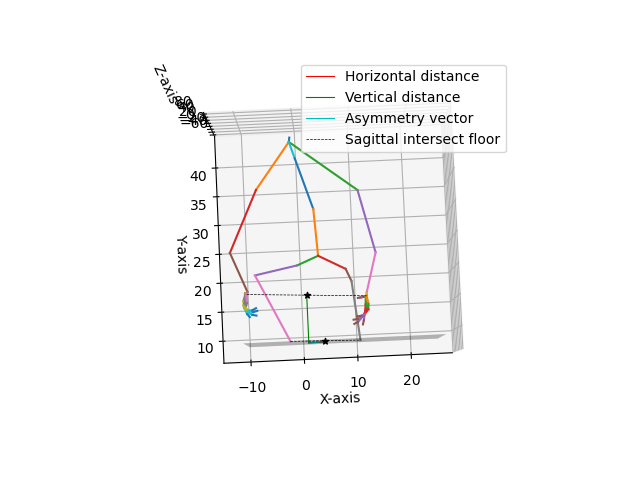 Horizontal distance
Vertical distance
Asymmetry vector
Sagittal intersect floor
Z-axis
Y-axis
40
35
30
25
20
15
10
−10
0
10
20
X-axis